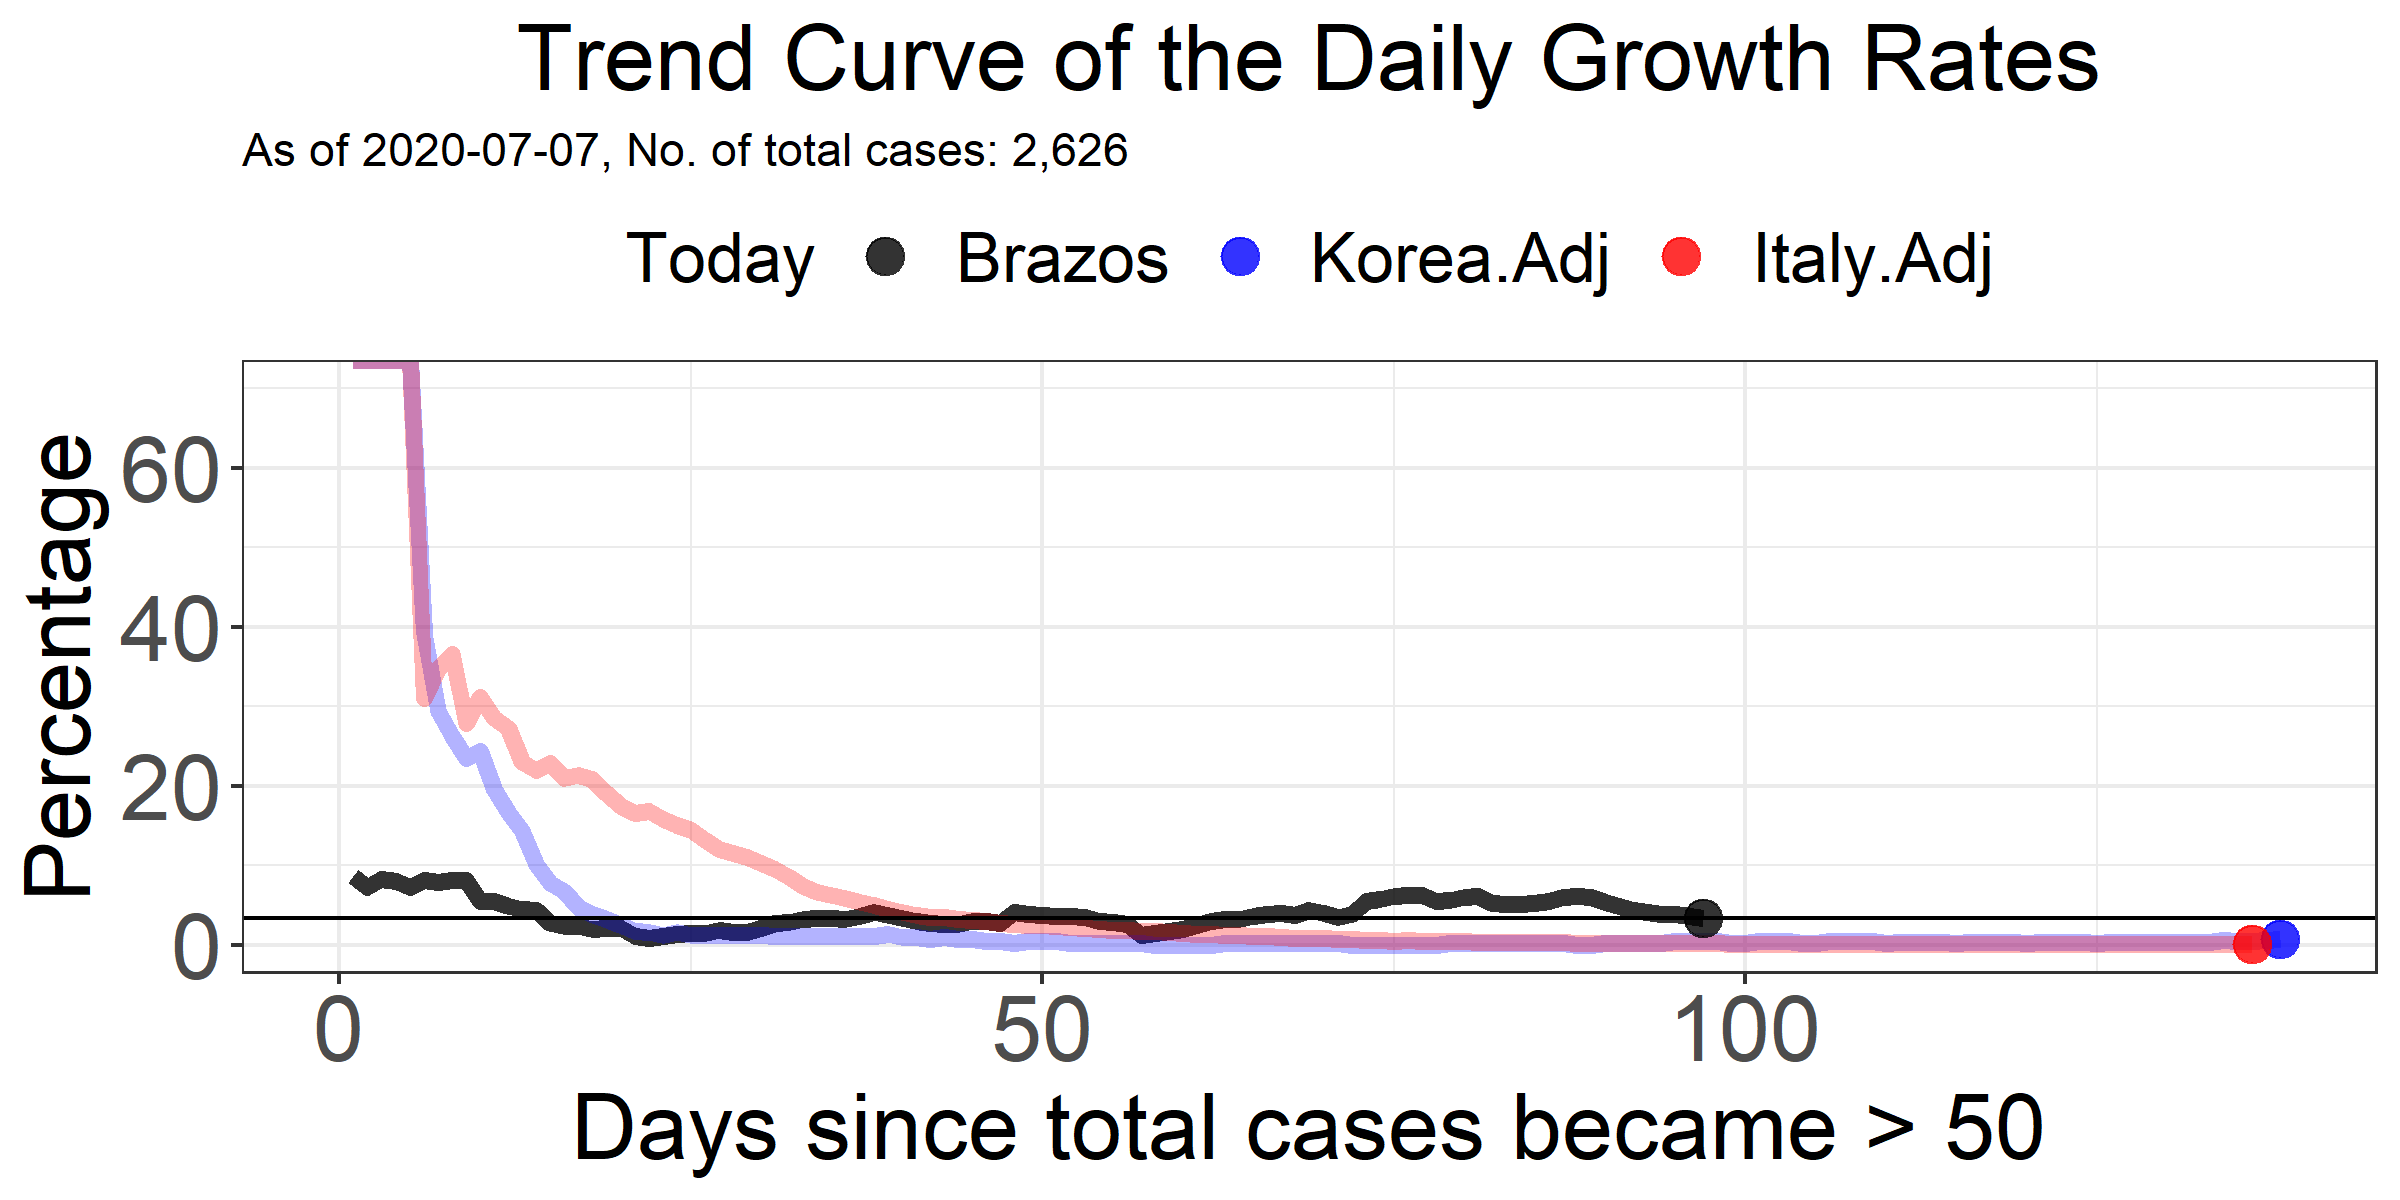 Trend Curve of the Daily Growth Rates
As of 2020-07-07, No. of total cases: 2,626
Today Brazos Korea.Adj Italy.Adj
Percentage
60
40
20
0
0 50 100
Days since total cases became > 50